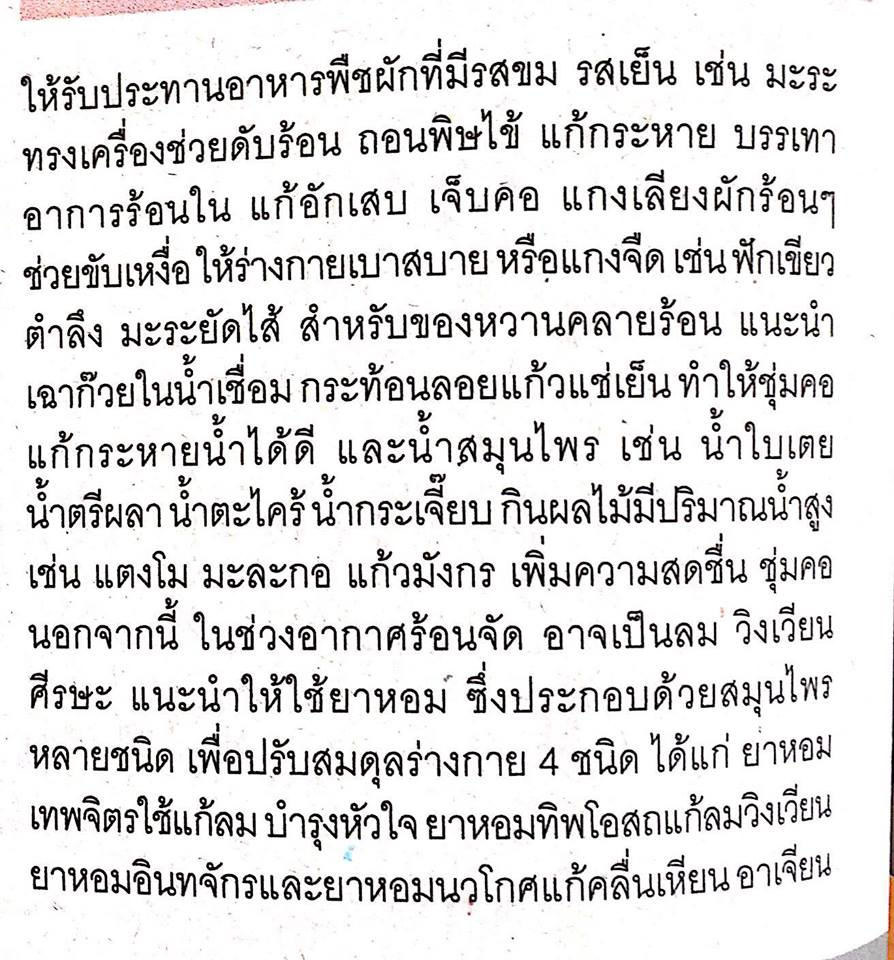 ให้รับประทานอาหารพืชผักที่มีรสขม รสเย็น เช่น มะระ
ทรงเครื่องช่วยดับร้อน ถอนพิษไข้ แก้กระหาย บรรเทา
อาการร้อนใน แก้อักเสบ เจ็บคอ แกงเลียงผักร้อนๆ
ช่วยขับเหงื่อ ให้ร่างกายเบาสบาย หรือแกงจืด เช่น ฟักเขียว
ตำลึง มะระยัดไส้ สำหรับของหวานคลายร้อน แนะนำ
เฉาก๊วยในน้ำเชื่อม กระท้อนลอยแก้วแช่เย็น ทำให้ชุ่มคอ
แก้กระหายน้ำได้ดี และน้ำสมุนไพร เช่น น้ำใบเตย
น้ำตรีผลา น้ำตะไคร้ น้ำกระเจี๊ยบ กินผลไม้มีปริมาณน้ำสูง
เช่น แตงโม มะละกอ แก้วมังกร เพิ่มความสดชื่น ชุ่มคอ
นอกจากนี้ ในช่วงอากาศร้อนจัด อาจเป็นลม วิงเวียน
ศีรษะ แนะนำให้ใช้ยาหอม ซึ่งประกอบด้วยสมุนไพร
หลายชนิด เพื่อปรับสมดุลร่างกาย 4 ชนิด ได้แก่ ยาหอม
เทพจิตรใช้แก้ลม บำรุงหัวใจ ยาหอมทิพโอสถแก้ลมวิงเวียน
ยาหอมอินทจักรและยาหอมนวโกศแก้คลื่นเหียน อาเจียน